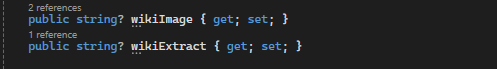 2 references
public string? wikiImage { get; set; }
1 reference
public string? wikiExtract { get; set; }